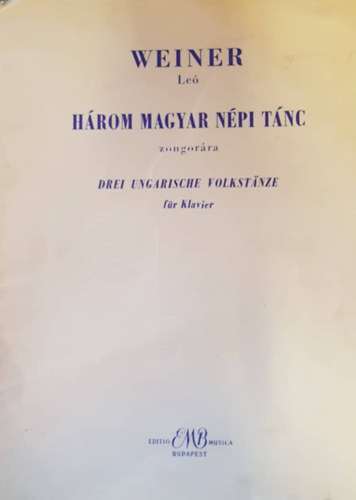 WEINER
Leó
HÁROM MAGYAR NÉPI TÁNC
zongorára
DREI UNGARISCHE VOLKSTÄNZE
für Klavier
EDITIO EMB MUSICA
BUDAPEST